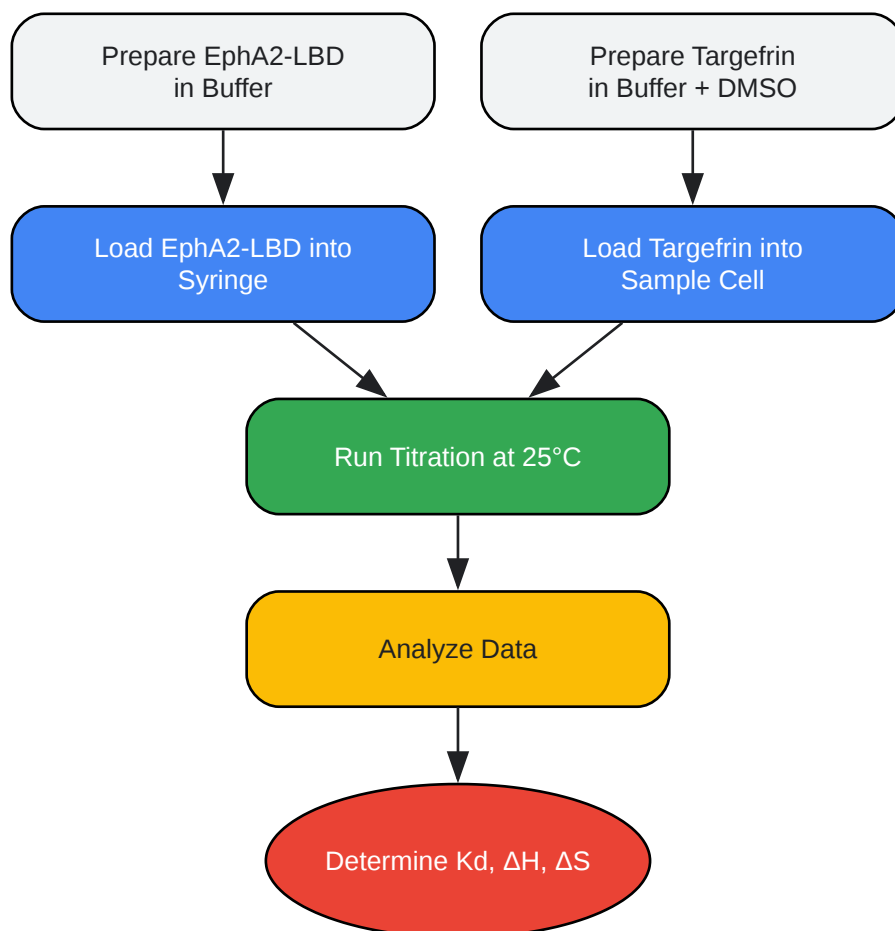 Prepare EphA2-LBD
in Buffer
Prepare Targefrin
in Buffer + DMSO
Load EphA2-LBD into
Syringe
Load Targefrin into
Sample Cell
Run Titration at 25°C
Analyze Data
Determine Kd, ΔH, ΔS